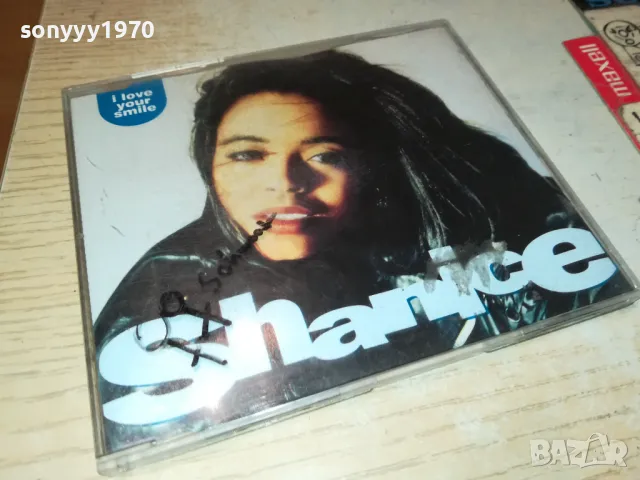 sonyyy1970
i love
your
smile
maxell
Shanice
BAZAR